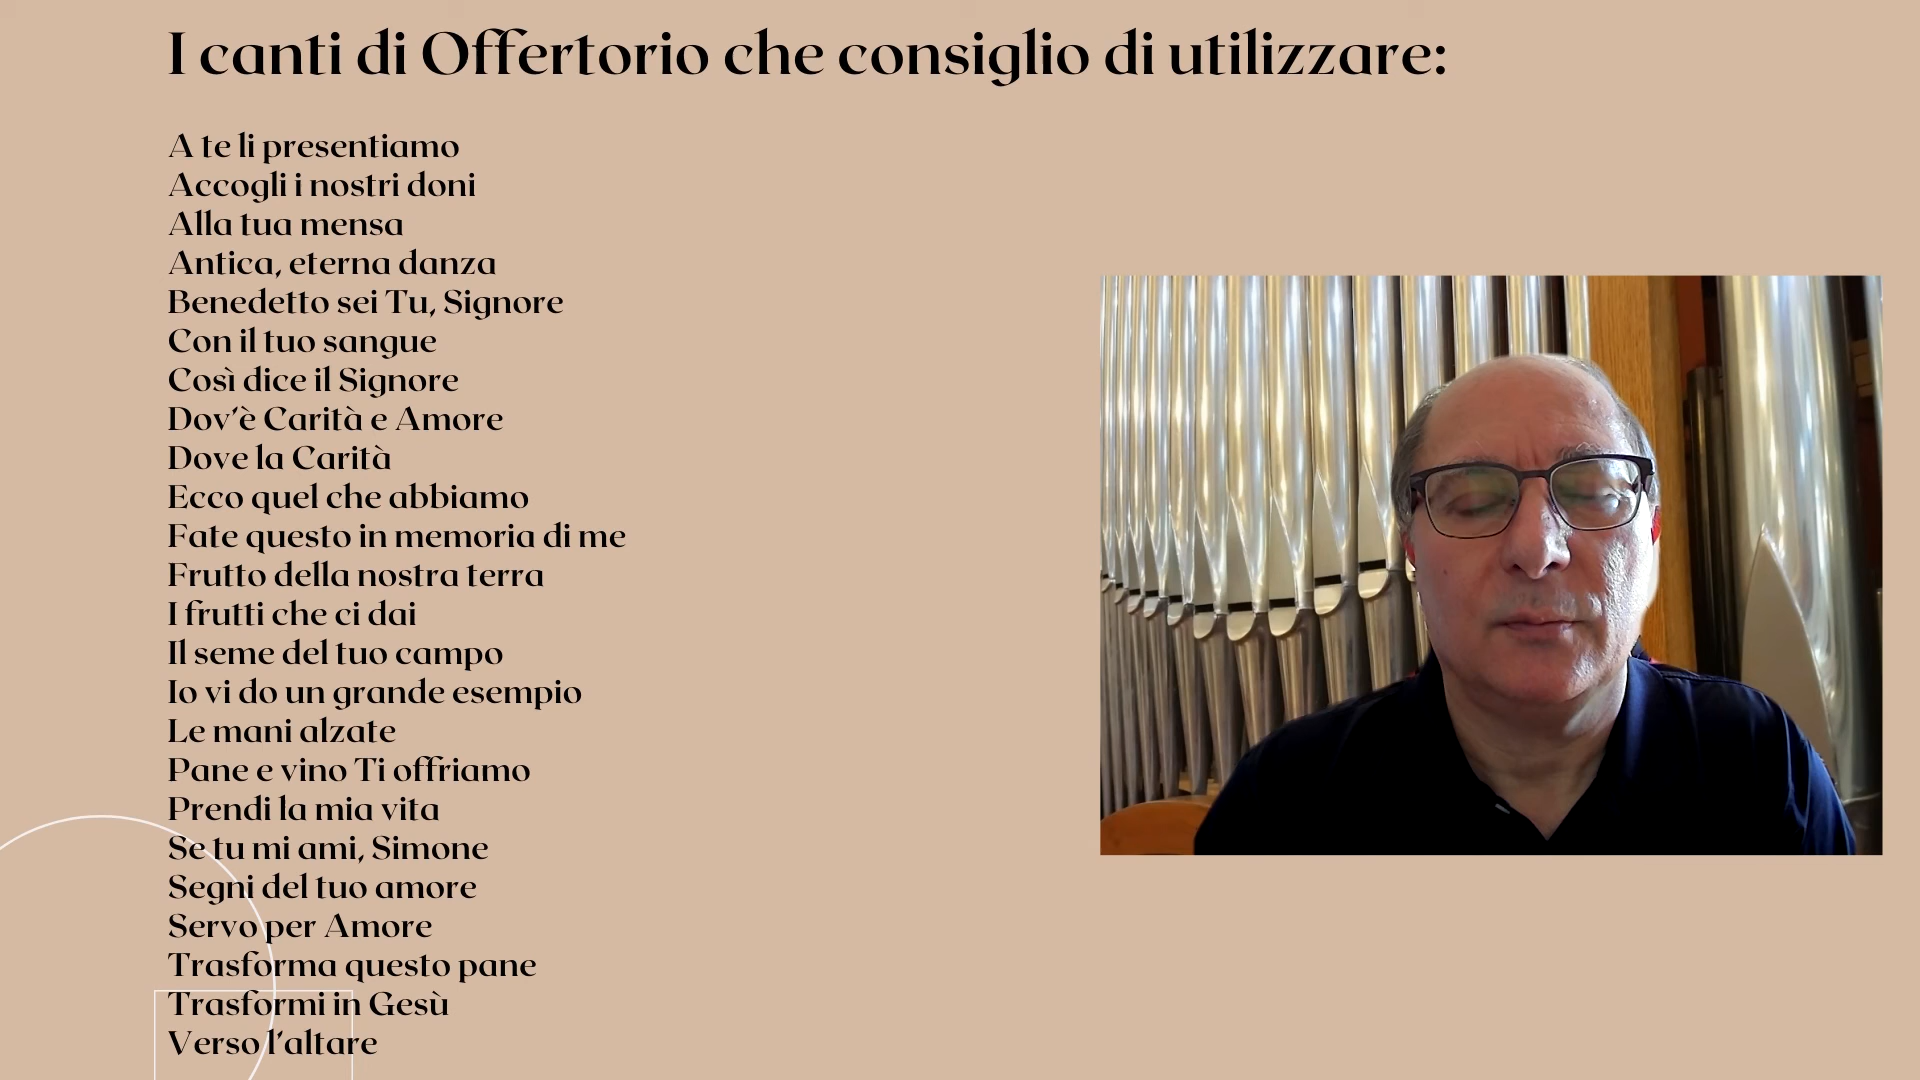 I canti di Offertorio che consiglio di utilizzare:
A te li presentiamo
Accogli i nostri doni
Alla tua mensa
Antica, eterna danza
Benedetto sei Tu, Signore
Con il tuo sangue
Così dice il Signore
Dov'è Carità e Amore
Dove la Carità
Ecco quel che abbiamo
Fate questo in memoria di me
Frutto della nostra terra
I frutti che ci dai
Il seme del tuo campo
Io vi do un grande esempio
Le mani alzate
Pane e vino Ti offriamo
Prendi la mia vita
Se tu mi ami, Simone
Segni del tuo amore
Servo per Amore
Trasforma questo pane
Trasformi in Gesù
Verso l'altare